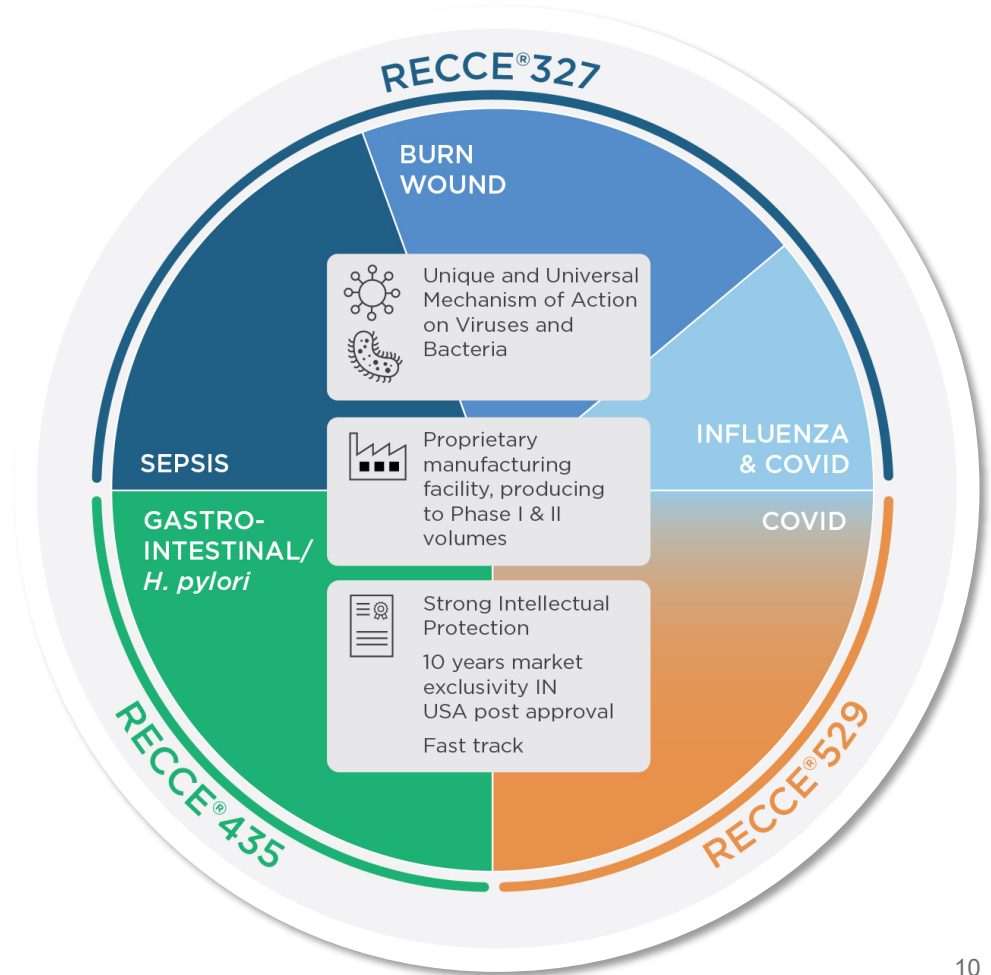 RECCE®327
BURN
WOUND
Unique and Universal
Mechanism of Action
on Viruses and
Bacteria
SEPSIS
INFLUENZA
& COVID
Proprietary
manufacturing
facility, producing
to Phase I & II
volumes
GASTRO-
INTESTINAL/
H. pylori
COVID
Strong Intellectual
Protection
10 years market
exclusivity IN
USA post approval
Fast track
RECCE®435
RECCE®529
10